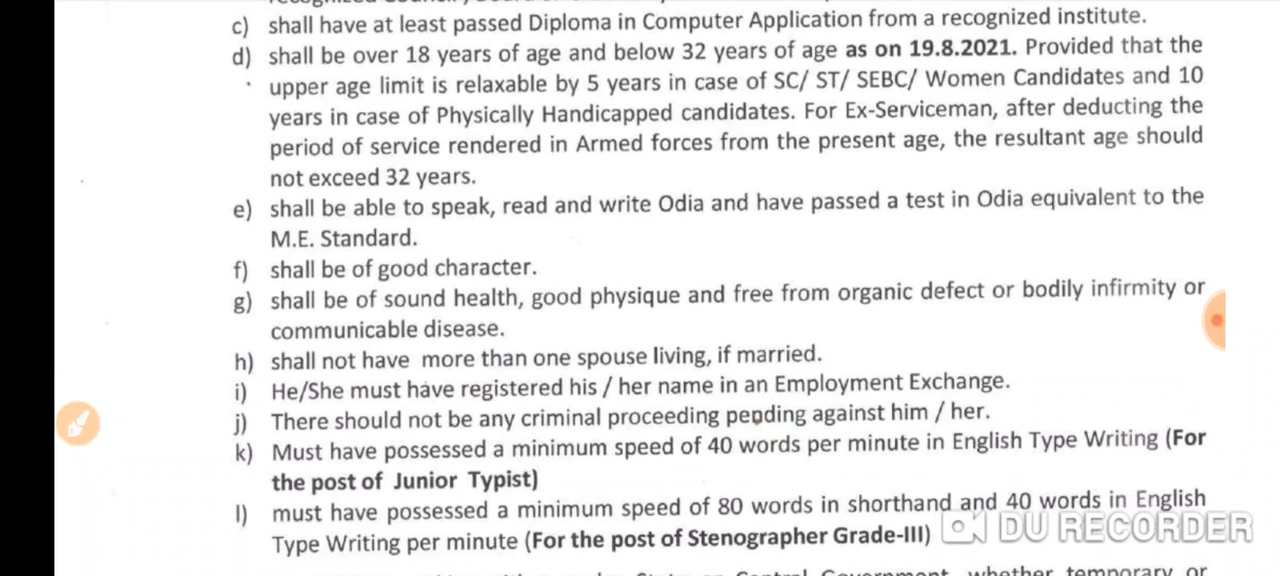 c) shall have at least passed Diploma in Computer Application from a recognized institute.
d) shall be over 18 years of age and below 32 years of age as on 19.8.2021. Provided that the
upper age limit is relaxable by 5 years in case of SC/ ST/ SEBC/ Women Candidates and 10
years in case of Physically Handicapped candidates. For Ex-Serviceman, after deducting the
period of service rendered in Armed forces from the present age, the resultant age should
not exceed 32 years.
e) shall be able to speak, read and write Odia and have passed a test in Odia equivalent to the
M.E. Standard.
f) shall be of good character.
g) shall be of sound health, good physique and free from organic defect or bodily infirmity or
communicable disease.
h) shall not have more than one spouse living, if married.
i) He/She must have registered his / her name in an Employment Exchange.
j) There should not be any criminal proceeding pending against him / her.
k) Must have possessed a minimum speed of 40 words per minute in English Type Writing (For
the post of Junior Typist)
l) must have possessed a minimum speed of 80 words in shorthand and 40 words in English
Type Writing per minute (For the post of Stenographer Grade-III)
DU RECORDER
State or Central Government, whether temporary or